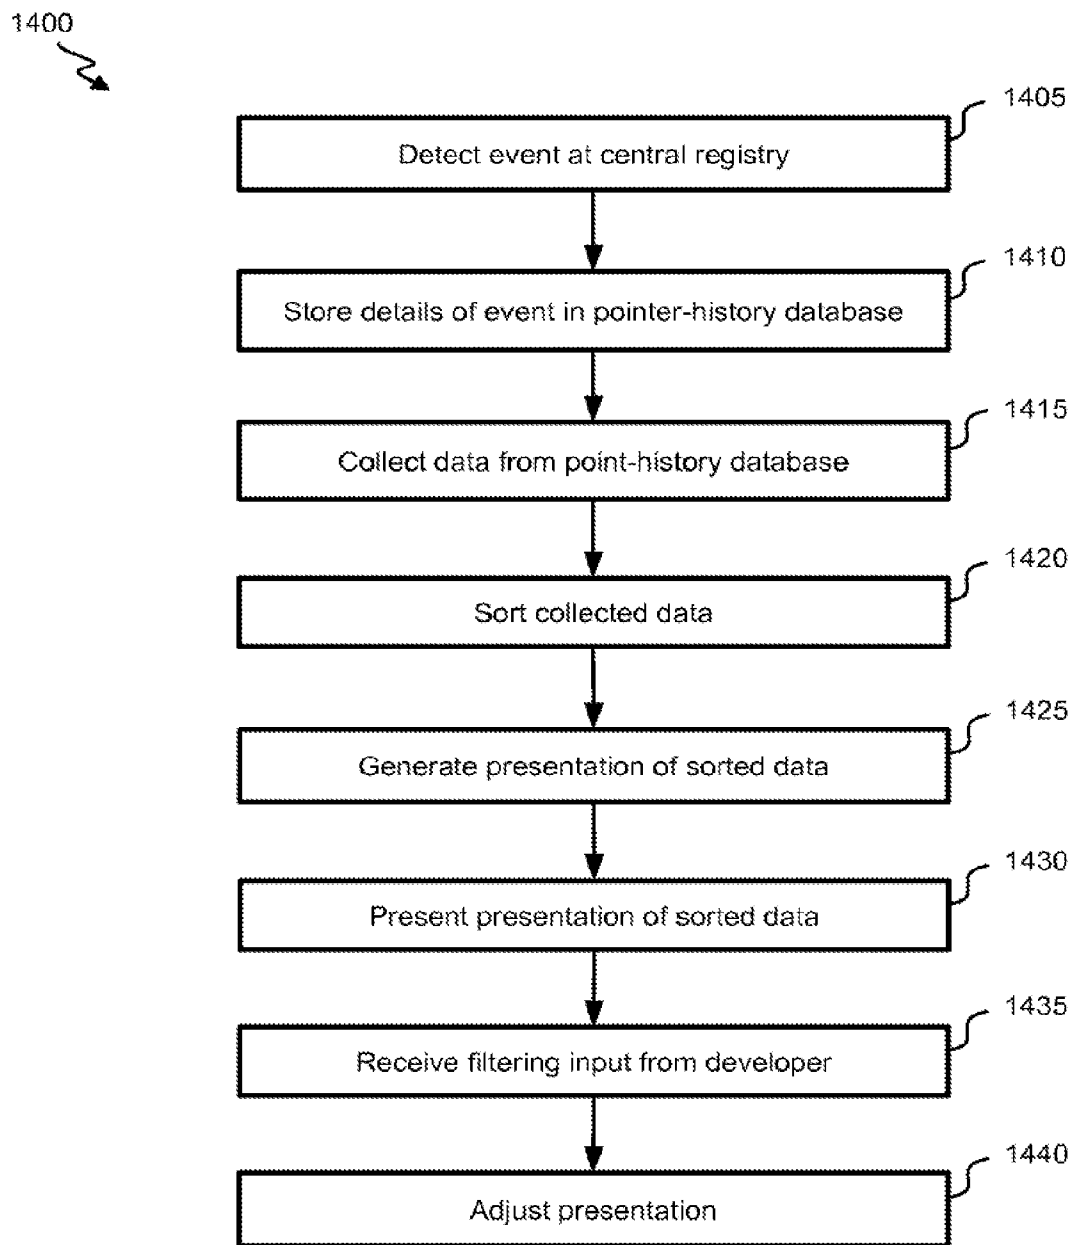 1400
1405
Detect event at central registry
1410
Store details of event in pointer-history database
1415
Collect data from point-history database
1420
Sort collected data
1425
Generate presentation of sorted data
1430
Present presentation of sorted data
1435
Receive filtering input from developer
1440
Adjust presentation